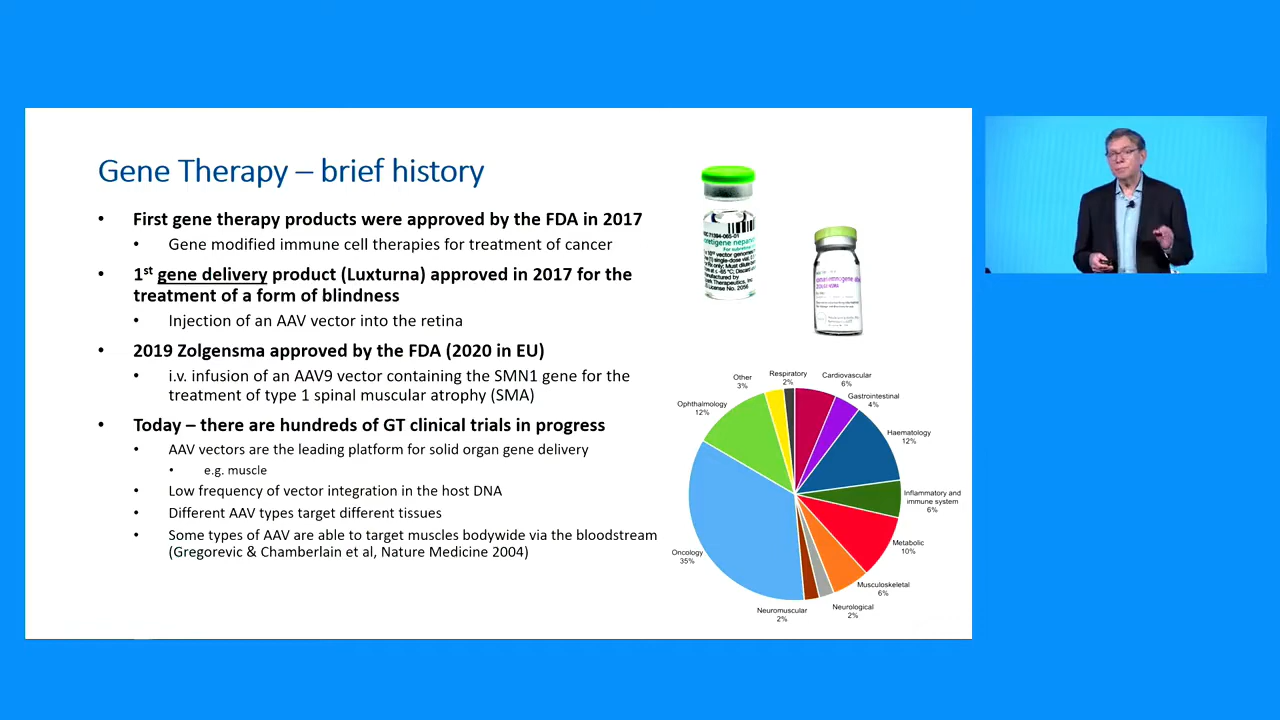 Gene Therapy – brief history
• First gene therapy products were approved by the FDA in 2017
• Gene modified immune cell therapies for treatment of cancer
• 1st gene delivery product (Luxturna) approved in 2017 for the
treatment of a form of blindness
• Injection of an AAV vector into the retina
• 2019 Zolgensma approved by the FDA (2020 in EU)
• i.v. infusion of an AAV9 vector containing the SMN1 gene for the
treatment of type 1 spinal muscular atrophy (SMA)
• Today – there are hundreds of GT clinical trials in progress
• AAV vectors are the leading platform for solid organ gene delivery
• e.g. muscle
• Low frequency of vector integration in the host DNA
• Different AAV types target different tissues
• Some types of AAV are able to target muscles bodywide via the bloodstream
(Gregorevic & Chamberlain et al, Nature Medicine 2004)
Respiratory
2%
Cardiovascular
6%
Gastrointestinal
4%
Haematology
12%
Inflammatory and
immune system
6%
Metabolic
10%
Musculoskeletal
6%
Neurological
2%
Neuromuscular
2%
Oncology
35%
Ophthalmology
12%
Other
3%